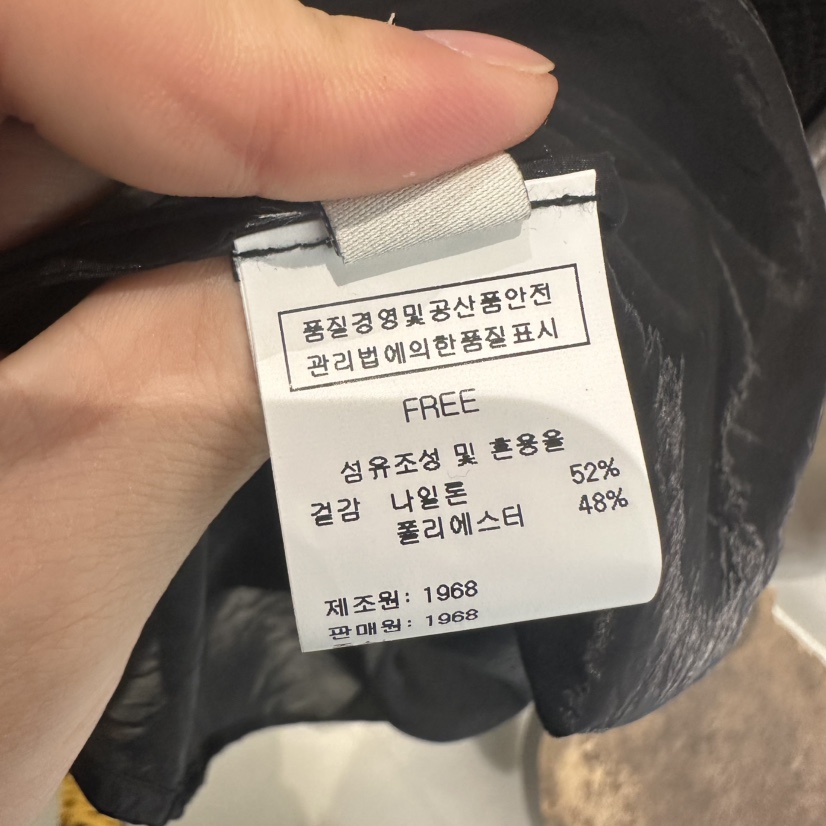 품질경영및공산품안전
관리법에의한품질표시
FREE
섬유조성 및 혼용율
겉감 나일론 52%
폴리에스터 48%
제조원: 1968
판매원: 1968